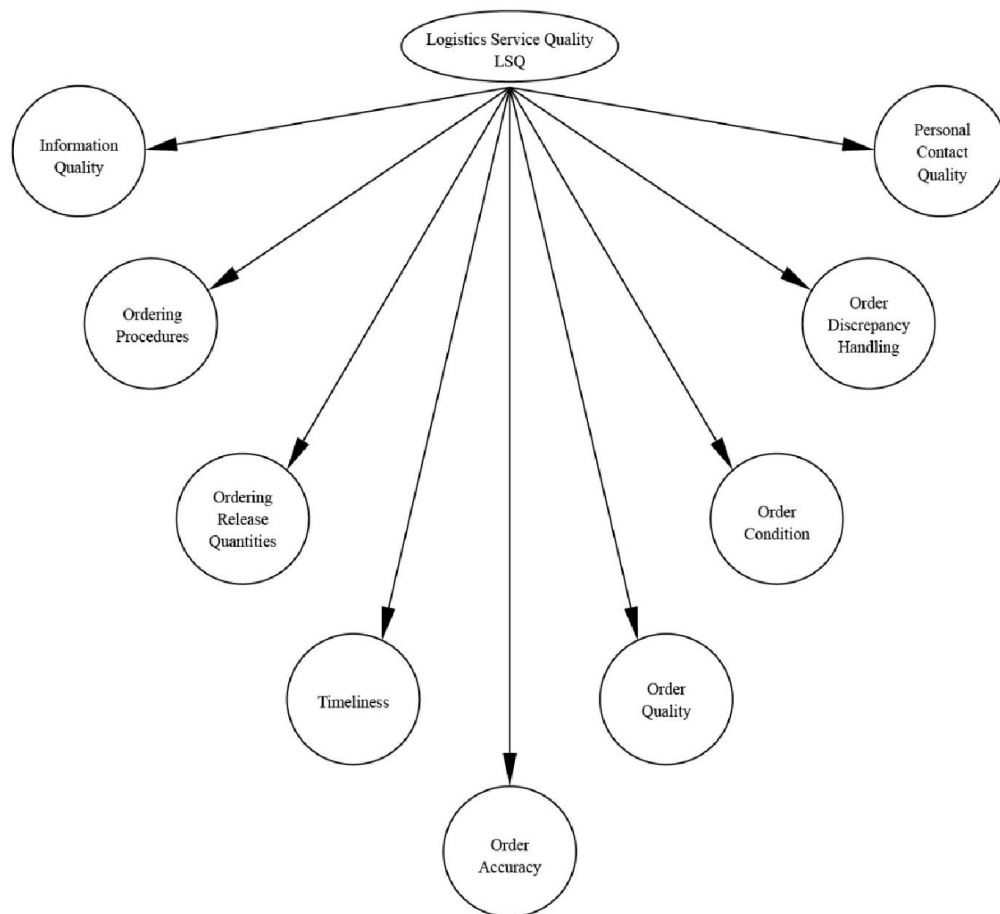 Logistics Service Quality
LSQ
Information
Quality
Personal
Contact
Quality
Ordering
Procedures
Order
Discrepancy
Handling
Ordering
Release
Quantities
Order
Condition
Timeliness
Order
Quality
Order
Accuracy